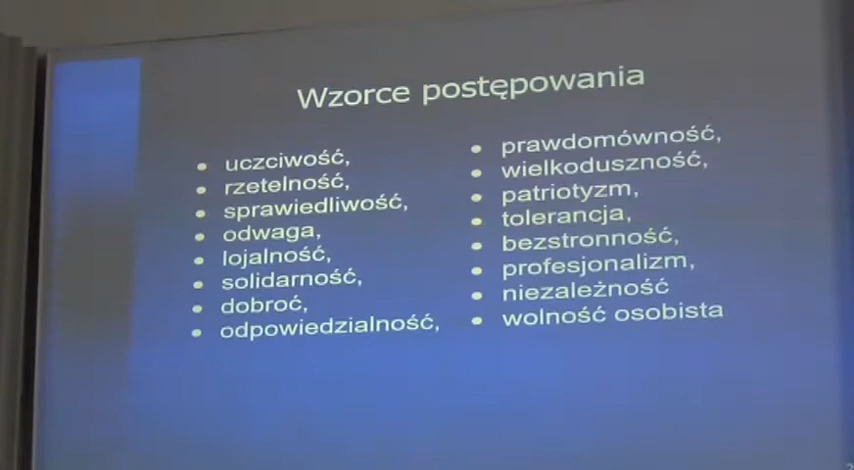 Wzorce postępowania
• uczciwość,
• rzetelność,
• sprawiedliwość,
• odwaga,
• lojalność,
• solidarność,
• dobroć,
• odpowiedzialność,
• prawdomówność,
• wielkoduszność,
• patriotyzm,
• tolerancja,
• bezstronność,
• profesjonalizm,
• niezależność
• wolność osobista